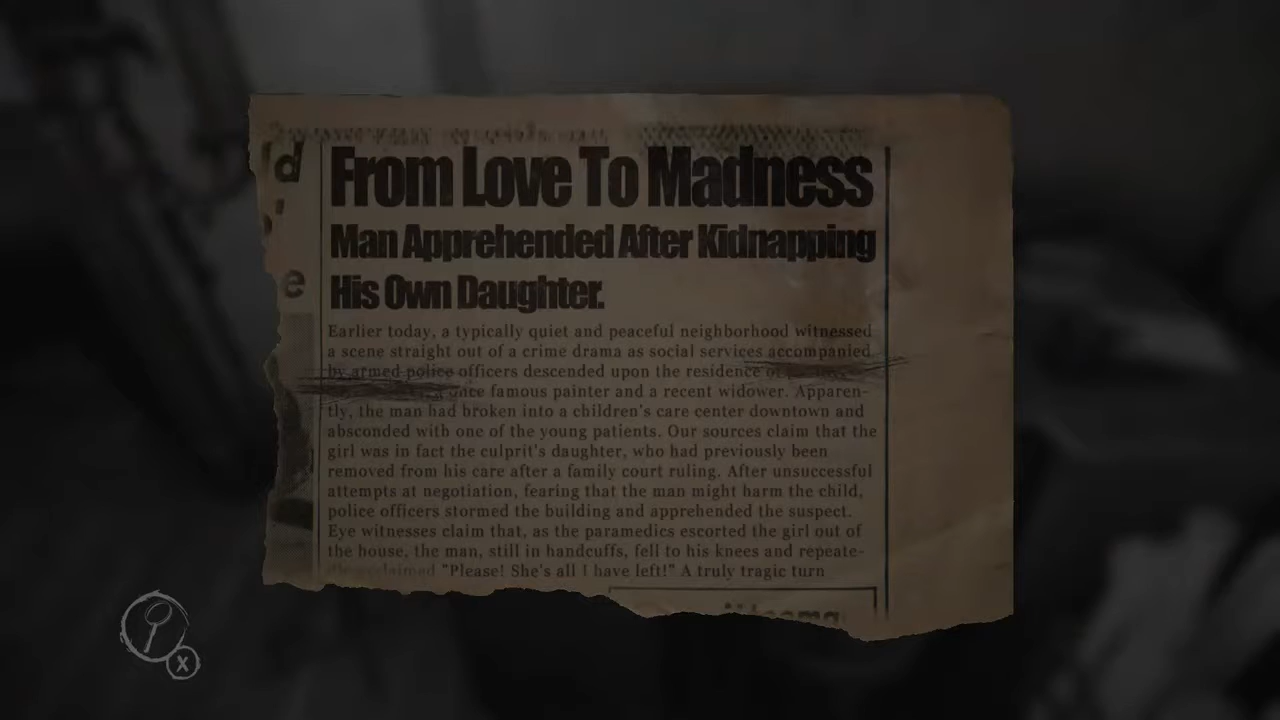 From Love To Madness
Man Apprehended After Kidnapping
His Own Daughter.
Earlier today, a typically quiet and peaceful neighborhood witnessed
a scene straight out of a crime drama as social services accompanied
by armed police officers descended upon the residence of
once famous painter and a recent widower. Apparen-
tly, the man had broken into a children's care center downtown and
absconded with one of the young patients. Our sources claim that the
girl was in fact the culprit's daughter, who had previously been
removed from his care after a family court ruling. After unsuccessful
attempts at negotiation, fearing that the man might harm the child,
police officers stormed the building and apprehended the suspect.
Eye witnesses claim that, as the paramedics escorted the girl out of
the house, the man, still in handcuffs, fell to his knees and repeate-
"Please! She's all I have left!" A truly tragic turn
d
e
X